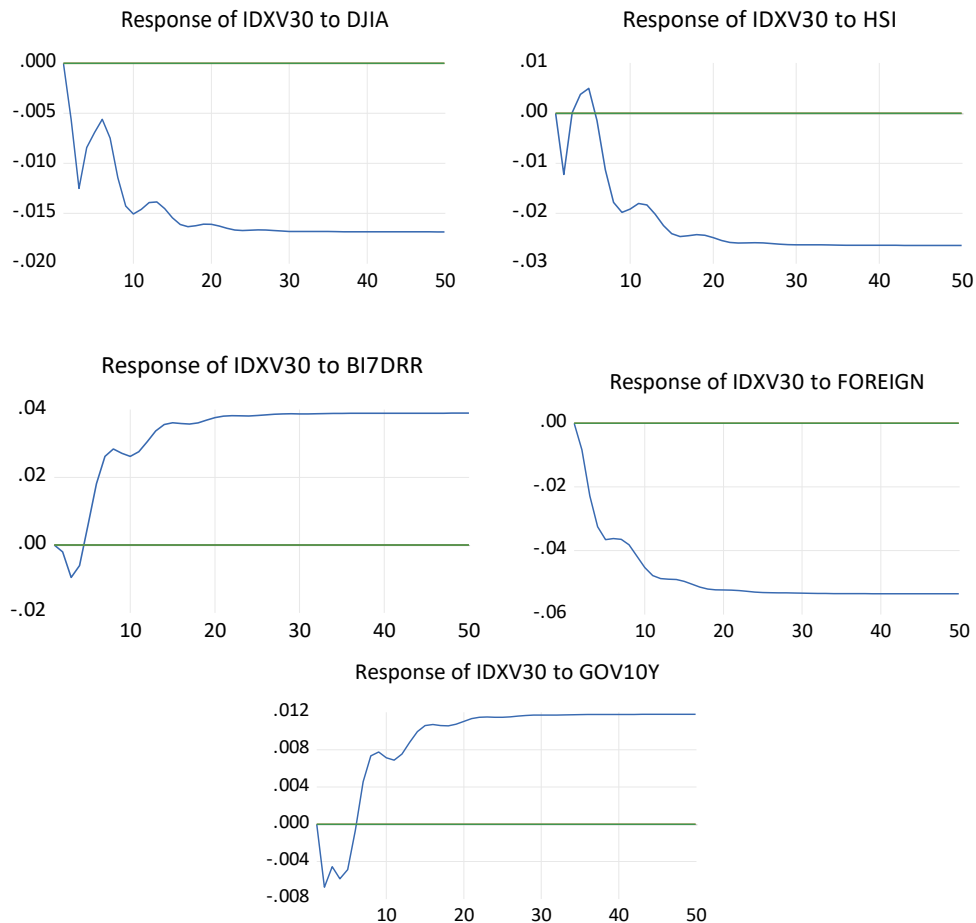 Response of IDXV30 to DJIA
.000
-.005
-.010
-.015
-.020
10 20 30 40 50
Response of IDXV30 to HSI
.01
.00
-.01
-.02
-.03
10 20 30 40 50
Response of IDXV30 to BI7DRR
.04
.02
.00
-.02
10 20 30 40 50
Response of IDXV30 to FOREIGN
.00
-.02
-.04
-.06
10 20 30 40 50
Response of IDXV30 to GOV10Y
.012
.008
.004
.000
-.004
-.008
10 20 30 40 50